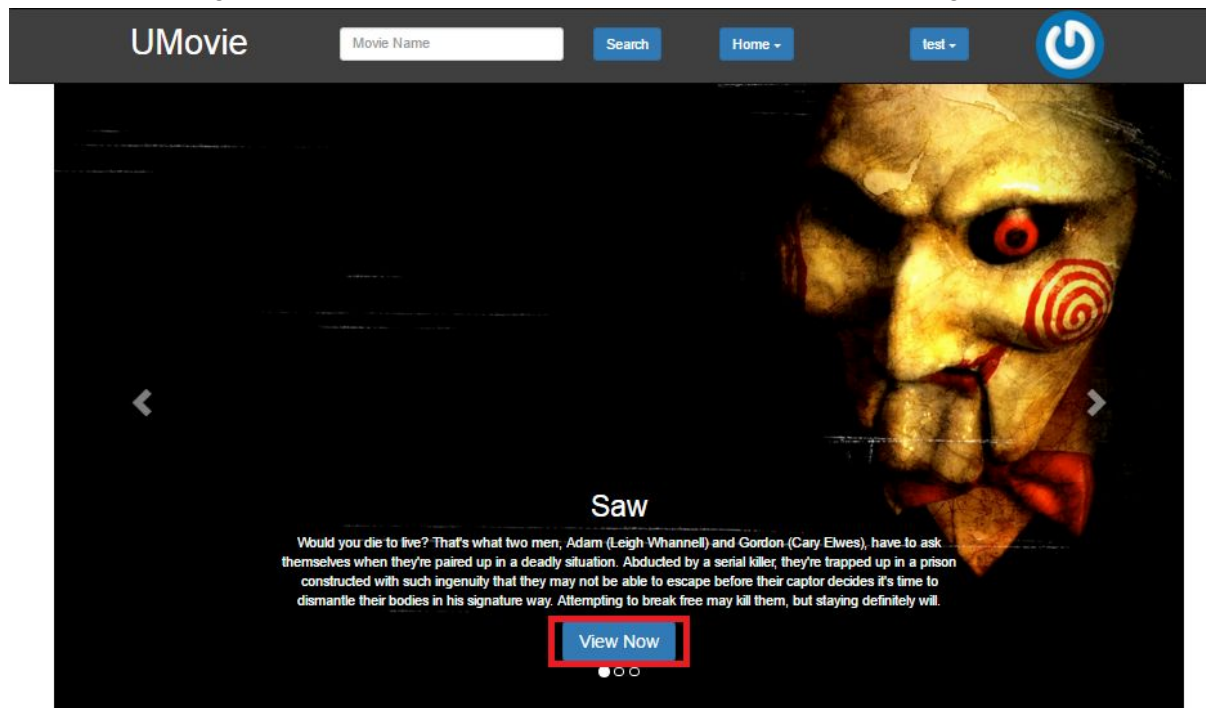 UMovie
Movie Name
Search
Home
test
Saw
Would you die to live? That's what two men, Adam (Leigh Whannell) and Gordon (Cary Elwes), have to ask
themselves when they're paired up in a deadly situation. Abducted by a serial killer, they're trapped up in a prison
constructed with such ingenuity that they may not be able to escape before their captor decides it's time to
dismantle their bodies in his signature way. Attempting to break free may kill them, but staying definitely will.
View Now